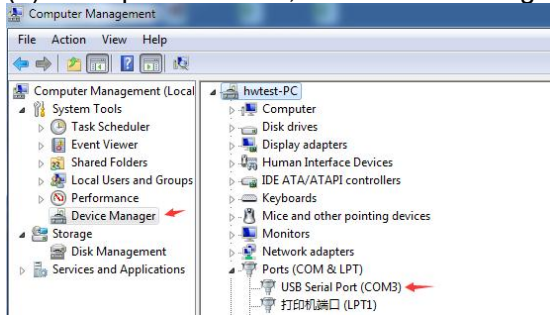 Computer Management
File Action View Help
Computer Management (Local
System Tools
Task Scheduler
Event Viewer
Shared Folders
Local Users and Groups
Performance
Device Manager
Storage
Disk Management
Services and Applications
hwtest-PC
Computer
Disk drives
Display adapters
Human Interface Devices
IDE ATA/ATAPI controllers
Keyboards
Mice and other pointing devices
Monitors
Network adapters
Ports (COM & LPT)
USB Serial Port (COM3)
打印机端口 (LPT1)